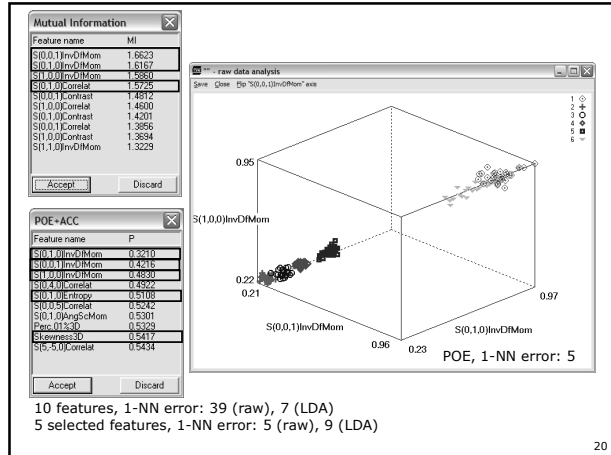 Mutual Information
Feature name MI
S(0,0,1)InvDfMom 1.6623
S(0,1,0)InvDfMom 1.6167
S(1,0,0)InvDfMom 1.5860
S(0,1,0)Correlat 1.5725
S(0,0,1)Contrast 1.4812
S(1,0,0)Correlat 1.4600
S(0,1,0)Contrast 1.4201
S(0,0,1)Correlat 1.3856
S(1,0,0)Contrast 1.3694
S(1,1,0)InvDfMom 1.3229
Accept Discard
POE+ACC
Feature name P
S(0,1,0)InvDfMom 0.3210
S(0,0,1)InvDfMom 0.4216
S(1,0,0)InvDfMom 0.4830
S(0,4,0)Correlat 0.4922
S(0,1,0)Entropy 0.5108
S(0,0,5)Correlat 0.5242
S(0,1,0)AngScMom 0.5301
Perc.01%3D 0.5329
Skewness3D 0.5417
S(5,-5,0)Correlat 0.5434
Accept Discard
"" - raw data analysis
Save Close Flip "S(0,0,1)InvDfMom" axis
1
2
3
4
5
6
0.95
S(1,0,0)InvDfMom
0.22
0.21
0.97
S(0,0,1)InvDfMom
S(0,1,0)InvDfMom
0.96 0.23
POE, 1-NN error: 5
10 features, 1-NN error: 39 (raw), 7 (LDA)
5 selected features, 1-NN error: 5 (raw), 9 (LDA)
20